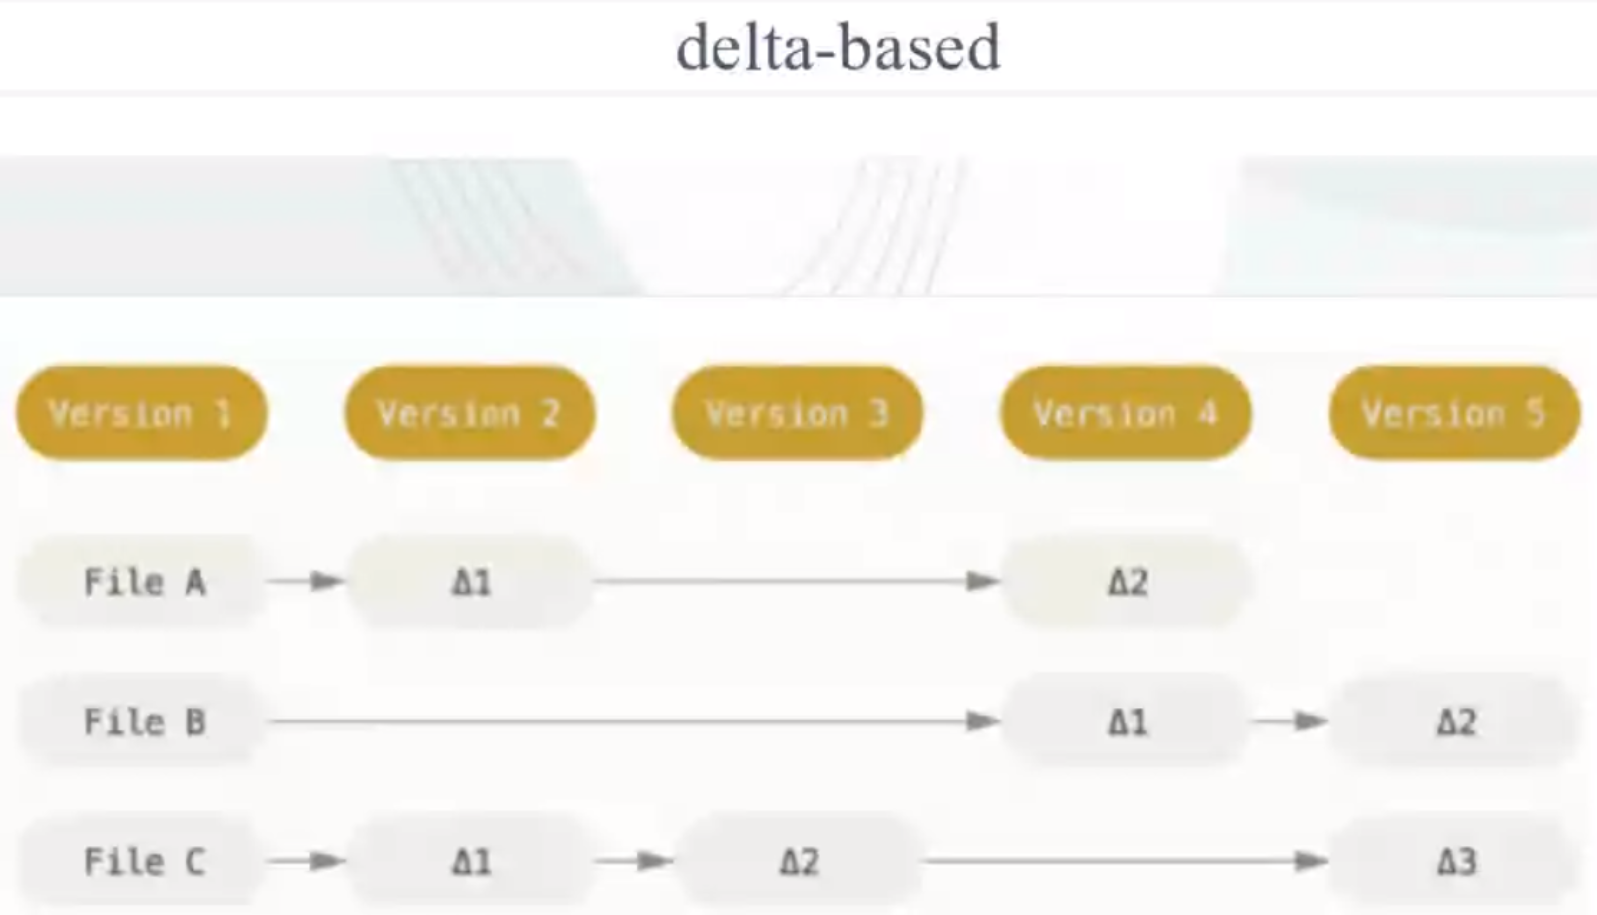 delta-based
Version 1 Version 2 Version 3 Version 4 Version 5
File A Δ1 Δ2
File B Δ1 Δ2
File C Δ1 Δ2 Δ3